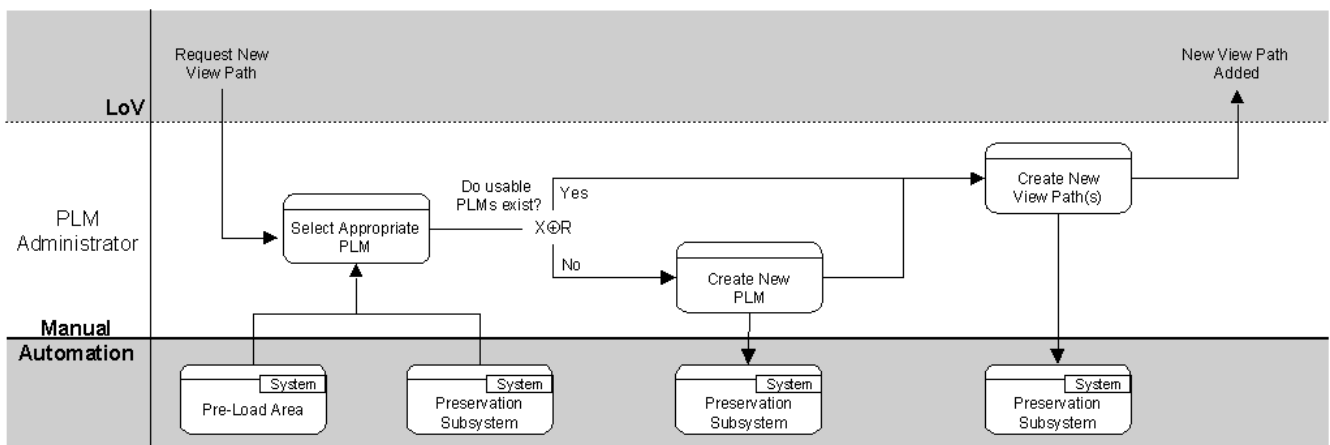 Request New
View Path
New View Path
Added
LoV
Do usable
PLMs exist?
Yes
Create New
View Path(s)
PLM
Administrator
Select Appropriate
PLM
X⊕R
No
Create New
PLM
Manual
Automation
System
Pre-Load Area
System
Preservation
Subsystem
System
Preservation
Subsystem
System
Preservation
Subsystem